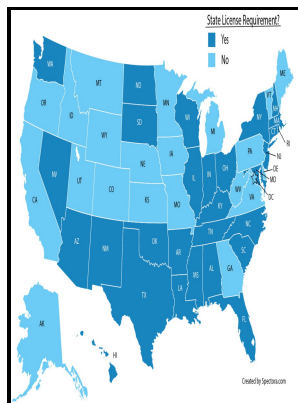 State License Requirement?
Yes
No
WA
MT
ND
MN
ME
VT
NH
OR
ID
SD
WI
MI
NY
MA
CT
RI
WY
IA
PA
NJ
NE
OH
DE
NV
UT
IL
IN
WV
MD
CO
KS
MO
KY
VA
DC
CA
NC
TN
AZ
NM
OK
AR
SC
MS
AL
GA
TX
LA
FL
AK
HI
Created by Spectora.com